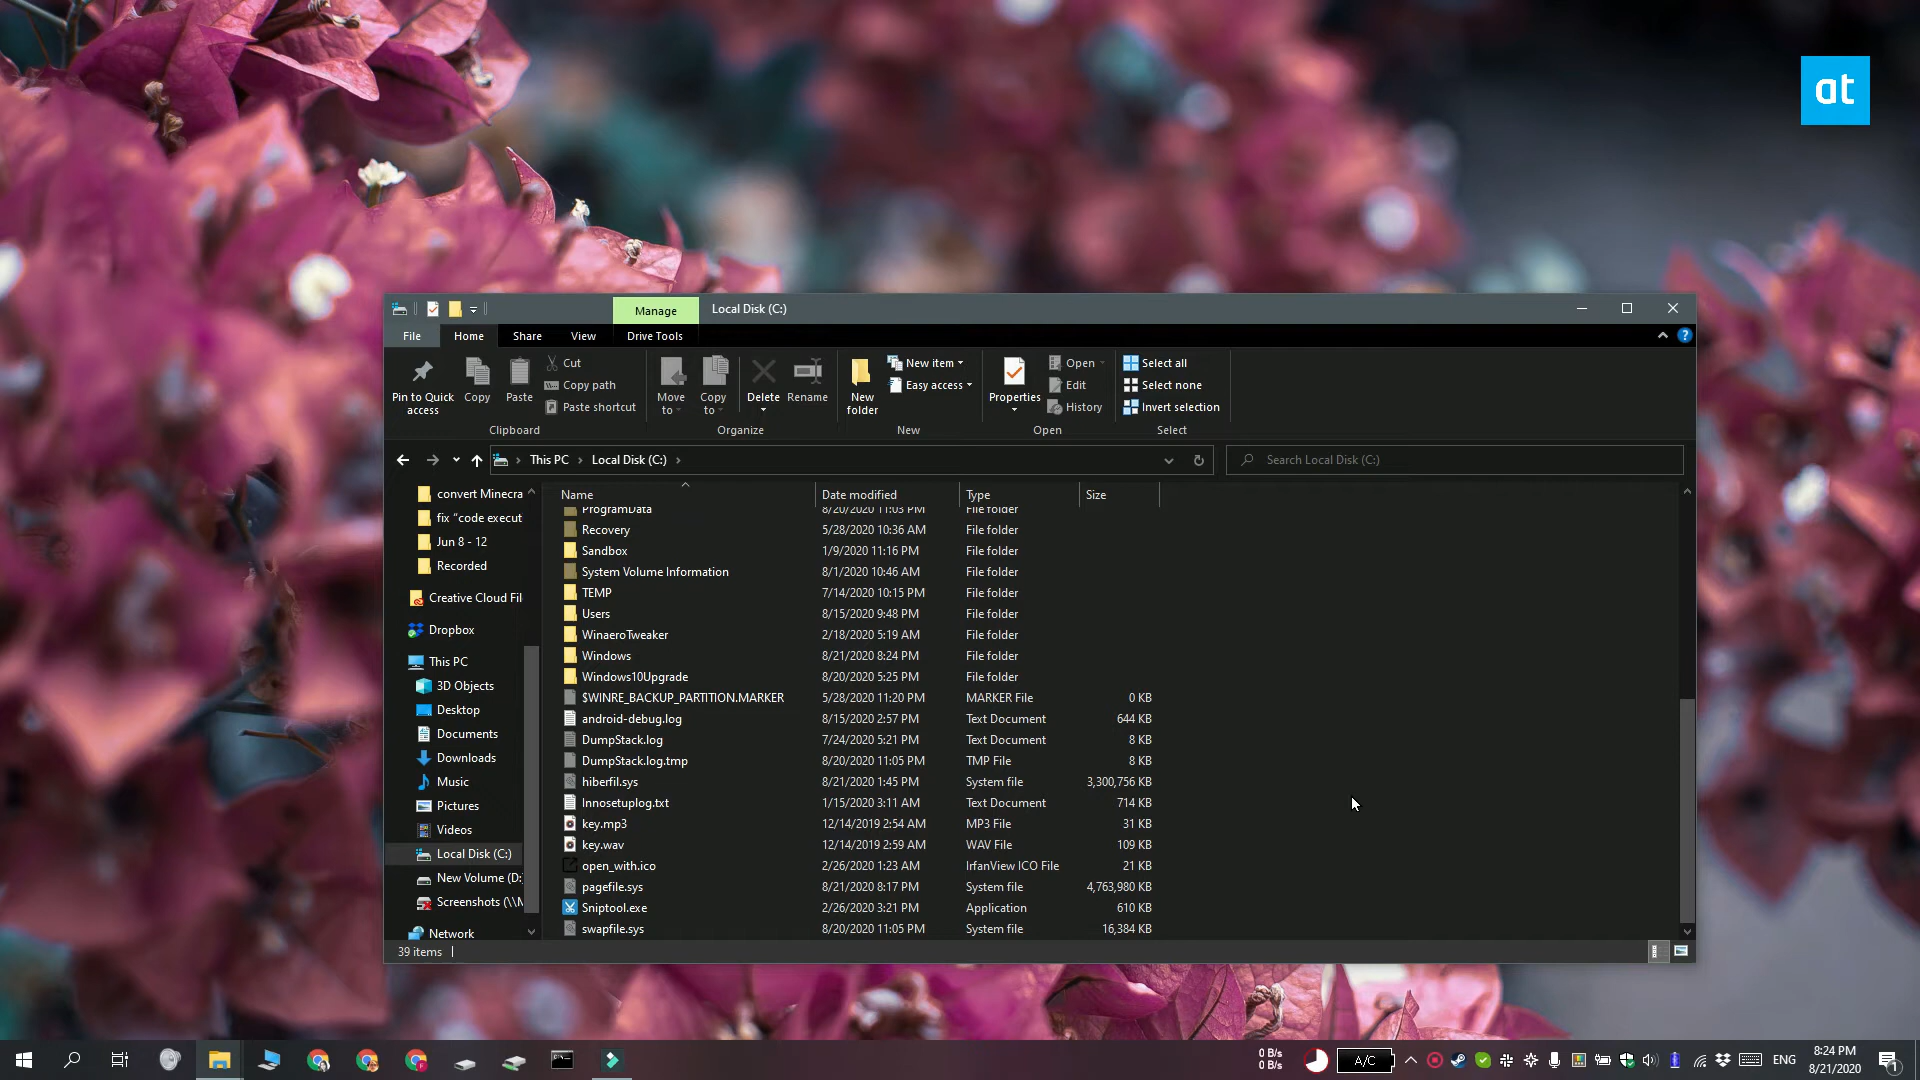 at
Manage
Local Disk (C:)
File
Home
Share
View
Drive Tools
Pin to Quick access
Copy
Paste
Cut
Copy path
Paste shortcut
Clipboard
Move to
Copy to
Delete
Rename
Organize
New folder
New item
Easy access
New
Properties
Open
Edit
History
Open
Select all
Select none
Invert selection
Select
This PC > Local Disk (C:) >
Search Local Disk (C:)
convert Minecra
fix "code execut
Jun 8 - 12
Recorded
Creative Cloud Fil
Dropbox
This PC
3D Objects
Desktop
Documents
Downloads
Music
Pictures
Videos
Local Disk (C:)
New Volume (D:
Screenshots (\\M
Network
Name Date modified Type Size
ProgramData 8/20/2020 11:03 PM File folder
Recovery 5/28/2020 10:36 AM File folder
Sandbox 1/9/2020 11:16 PM File folder
System Volume Information 8/1/2020 10:46 AM File folder
TEMP 7/14/2020 10:15 PM File folder
Users 8/15/2020 9:48 PM File folder
WinaeroTweaker 2/18/2020 5:19 AM File folder
Windows 8/21/2020 8:24 PM File folder
Windows10Upgrade 8/20/2020 5:25 PM File folder
$WINRE_BACKUP_PARTITION.MARKER 5/28/2020 11:20 PM MARKER File 0 KB
android-debug.log 8/15/2020 2:57 PM Text Document 644 KB
DumpStack.log 7/24/2020 5:21 PM Text Document 8 KB
DumpStack.log.tmp 8/20/2020 11:05 PM TMP File 8 KB
hiberfil.sys 8/21/2020 1:45 PM System file 3,300,756 KB
Innosetuplog.txt 1/15/2020 3:11 AM Text Document 714 KB
key.mp3 12/14/2019 2:54 AM MP3 File 31 KB
key.wav 12/14/2019 2:59 AM WAV File 109 KB
open_with.ico 2/26/2020 1:23 AM IrfanView ICO File 21 KB
pagefile.sys 8/21/2020 8:17 PM System file 4,763,980 KB
Sniptool.exe 2/26/2020 3:21 PM Application 610 KB
swapfile.sys 8/20/2020 11:05 PM System file 16,384 KB
39 items
0 B/s
0 B/s
A/C
ENG
8:24 PM
8/21/2020
1